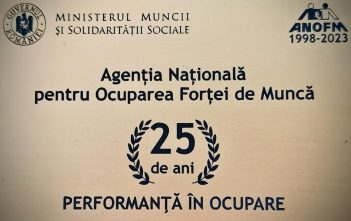 GUVERNUL ROMÂNIEI
MINISTERUL MUNCII
ȘI SOLIDARITĂȚII SOCIALE
ANOFM
1998-2023
Agenția Națională
pentru Ocuparea Forței de Muncă
25
de ani
PERFORMANȚĂ ÎN OCUPARE